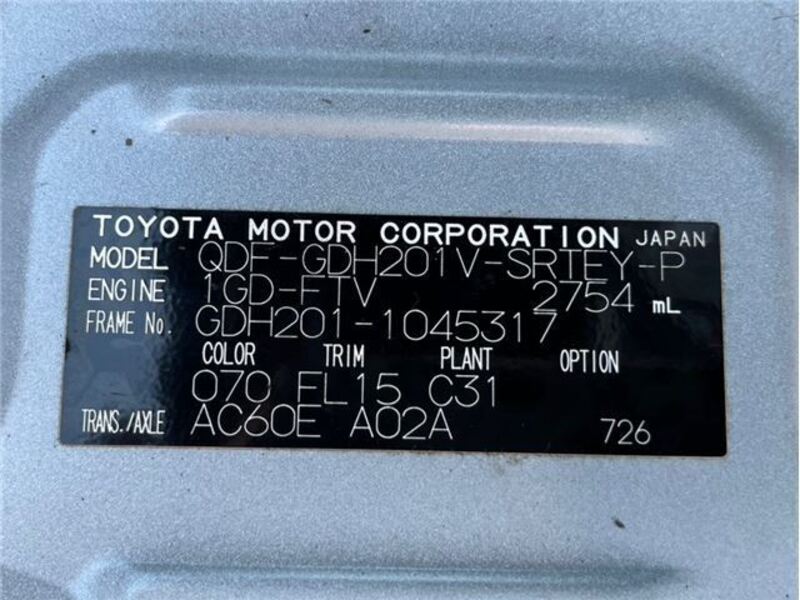 TOYOTA MOTOR CORPORATION JAPAN
MODEL QDF-GDH201V-SRTEY-P
ENGINE 1GD-FTV 2754 mL
FRAME No. GDH201-1045317
COLOR TRIM PLANT OPTION
070 FL15 C31
TRANS./AXLE AC60E A02A 726